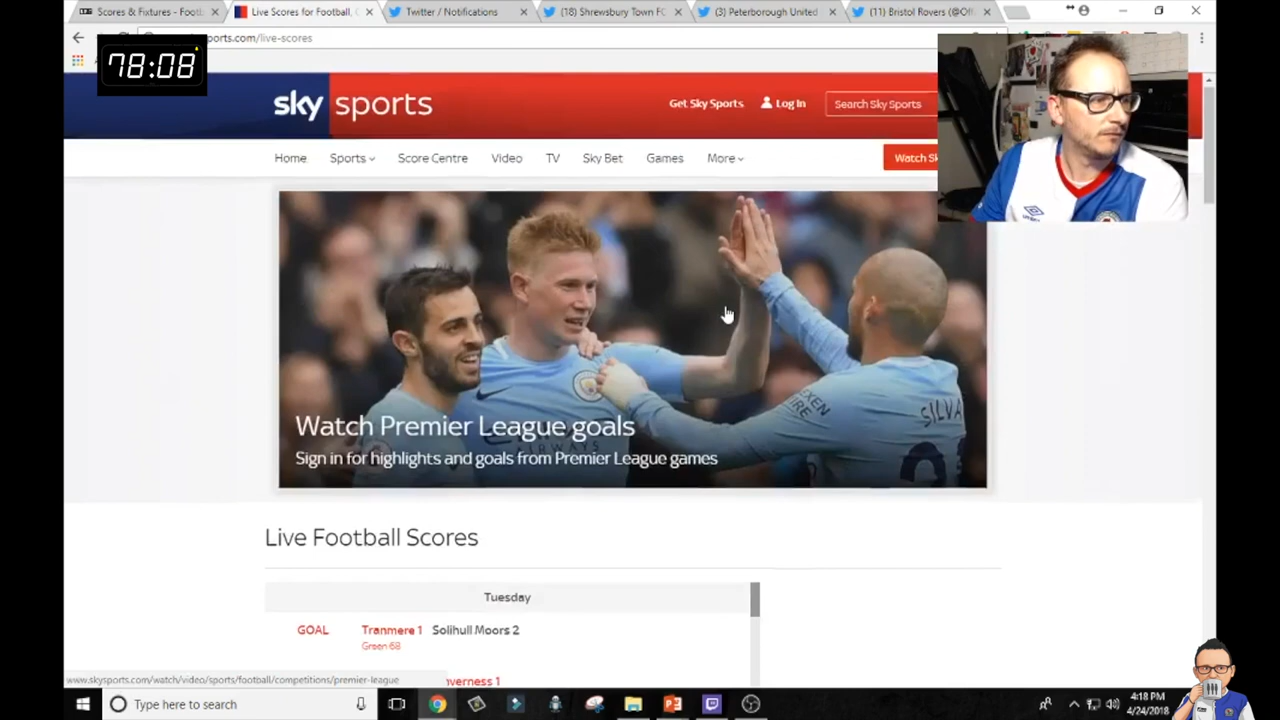 Scores & Fixtures - Footb
Live Scores for Football, C
Twitter / Notifications
(18) Shrewsbury Town FC
(3) Peterborough United
(11) Bristol Rovers (@Offi
ports.com/live-scores
78:08
sky sports
Get Sky Sports
Log In
Search Sky Sports
Home
Sports
Score Centre
Video
TV
Sky Bet
Games
More
Watch Sk
SILVA
Watch Premier League goals
Sign in for highlights and goals from Premier League games
Live Football Scores
Tuesday
GOAL
Tranmere 1 Solihull Moors 2
Green 68
verness 1
www.skysports.com/watch/video/sports/football/competitions/premier-league
Type here to search
4:18 PM
4/24/2018